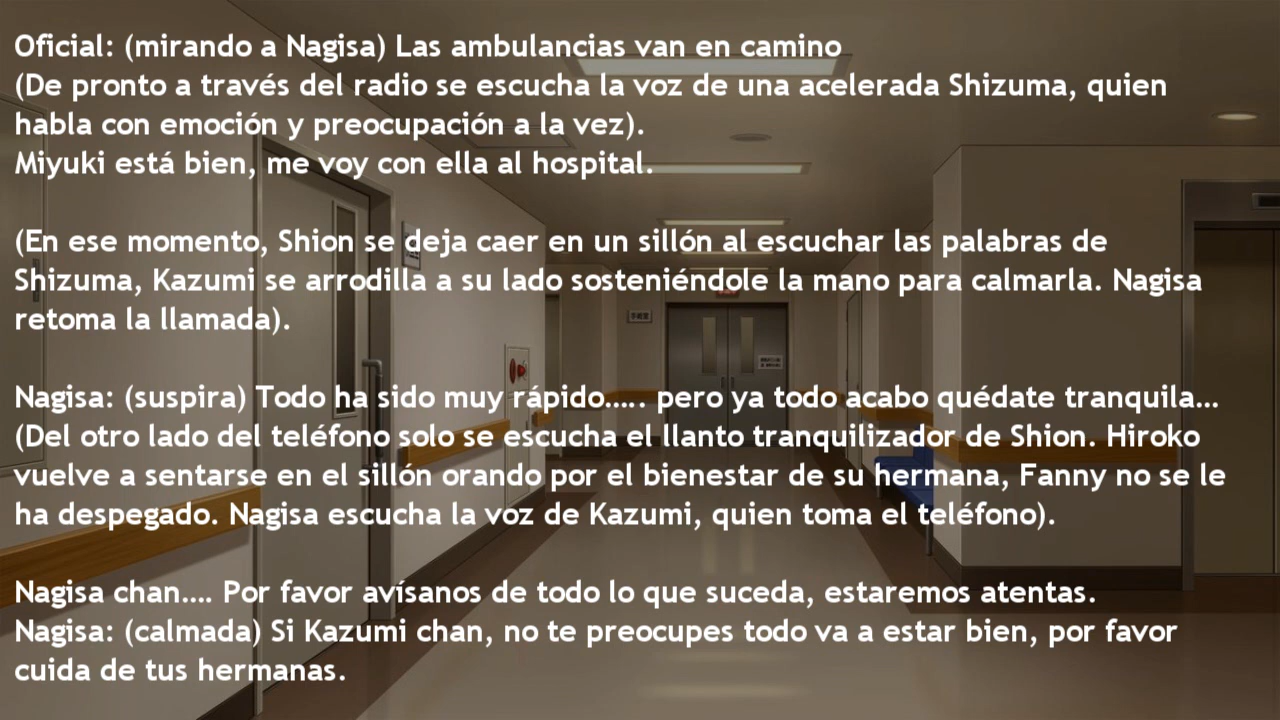 Oficial: (mirando a Nagisa) Las ambulancias van en camino
(De pronto a través del radio se escucha la voz de una acelerada Shizuma, quien
habla con emoción y preocupación a la vez).
Miyuki está bien, me voy con ella al hospital.
(En ese momento, Shion se deja caer en un sillón al escuchar las palabras de
Shizuma, Kazumi se arrodilla a su lado sosteniéndole la mano para calmarla. Nagisa
retoma la llamada).
Nagisa: (suspira) Todo ha sido muy rápido..... pero ya todo acabo quédate tranquila...
(Del otro lado del teléfono solo se escucha el llanto tranquilizador de Shion. Hiroko
vuelve a sentarse en el sillón orando por el bienestar de su hermana, Fanny no se le
ha despegado. Nagisa escucha la voz de Kazumi, quien toma el teléfono).
Nagisa chan.... Por favor avísanos de todo lo que suceda, estaremos atentas.
Nagisa: (calmada) Si Kazumi chan, no te preocupes todo va a estar bien, por favor
cuida de tus hermanas.
手術室